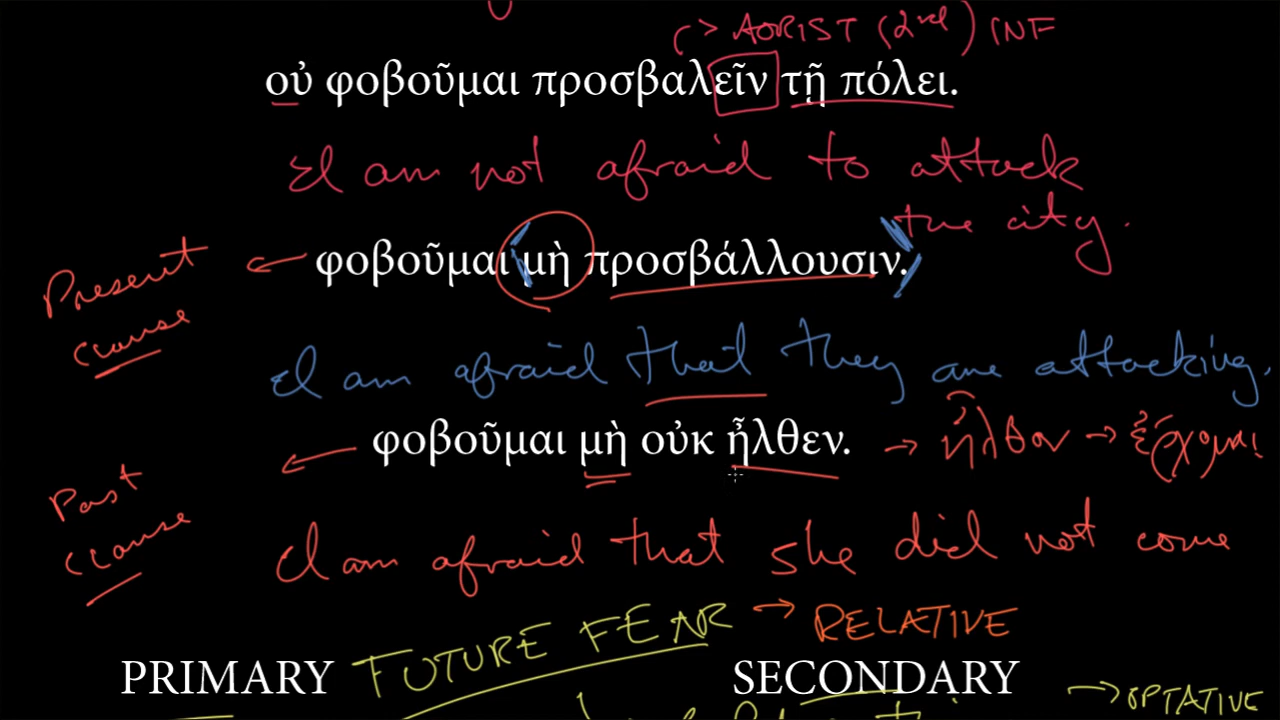 (> AORIST (2nd) INF
οὐ φοβοῦμαι προσβαλεῖν τῇ πόλει.
I am not afraid to attack
the city.
φοβοῦμαι μὴ προσβάλλουσιν.
Present
clause
I am afraid that they are attacking.
φοβοῦμαι μὴ οὐκ ἦλθεν. → ἦλθον → ἔρχομαι
Past
clause
I am afraid that she did not come
FUTURE FEAR → RELATIVE
PRIMARY SECONDARY
→ OPTATIVE